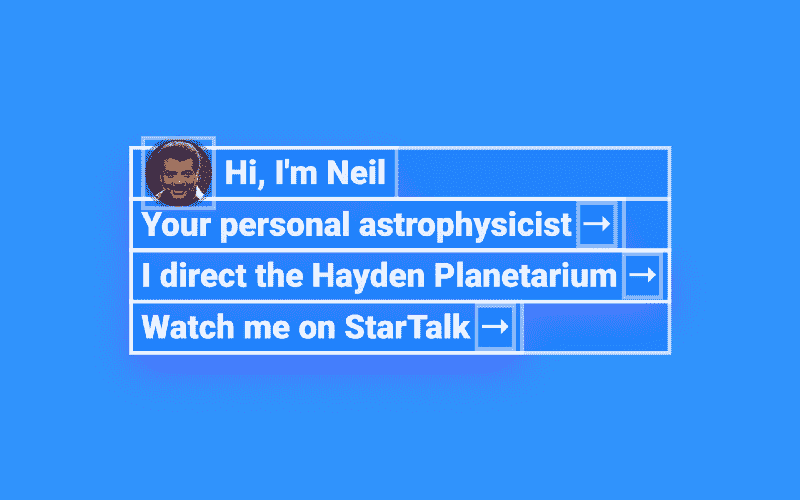 Hi, I'm Neil
Your personal astrophysicist →
I direct the Hayden Planetarium →
Watch me on StarTalk →